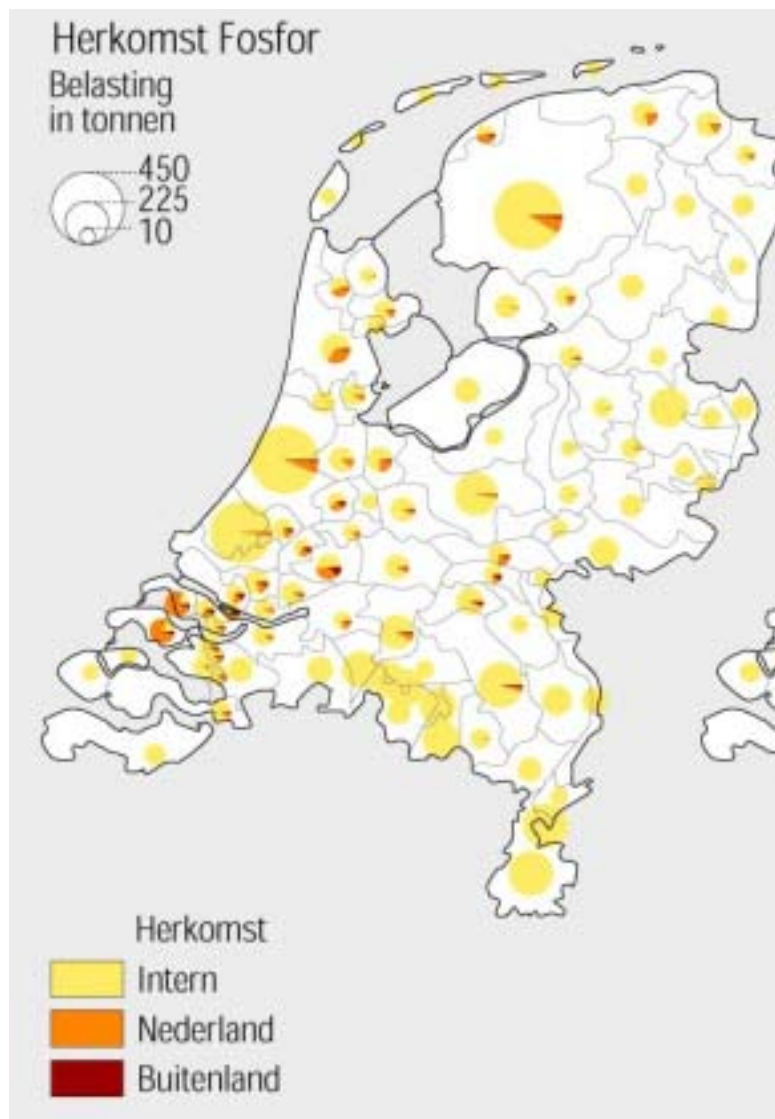 Herkomst Fosfor
Belasting
in tonnen
450
225
10
Herkomst
Intern
Nederland
Buitenland